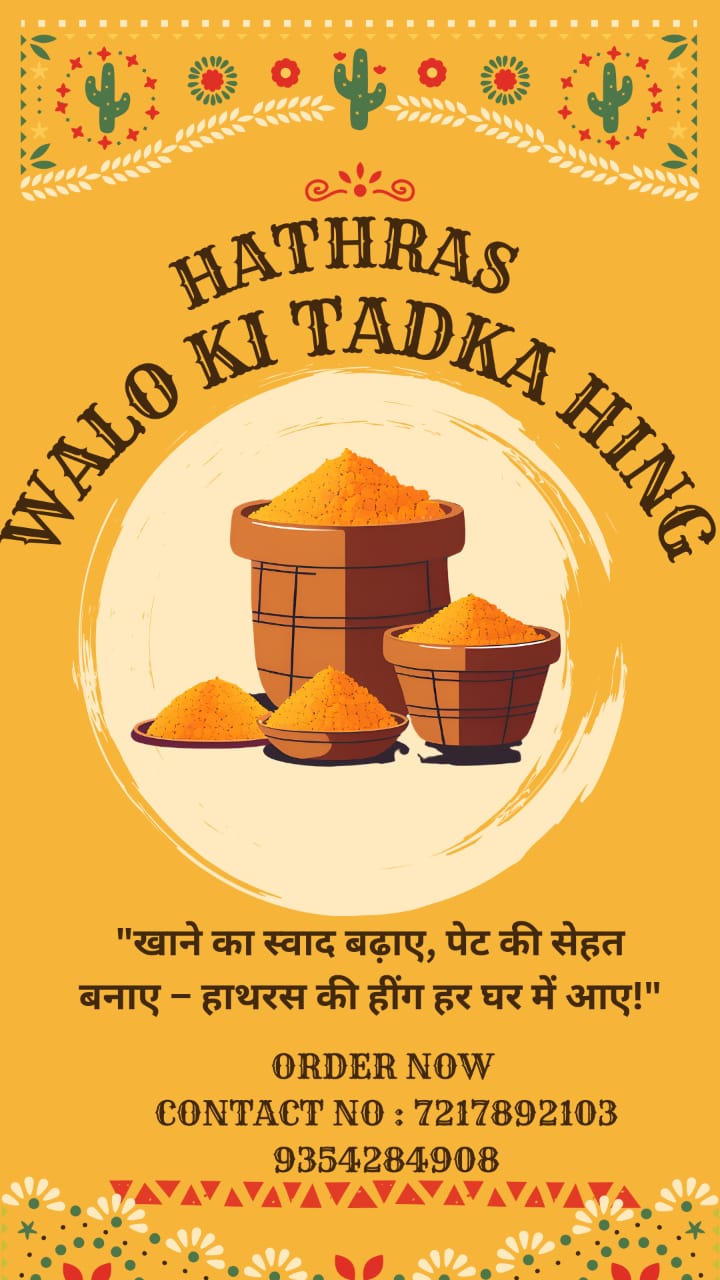 HATHRAS
WALO KI TADKA HING
"खाने का स्वाद बढ़ाए, पेट की सेहत
बनाए – हाथरस की हींग हर घर में आए!"
ORDER NOW
CONTACT NO : 7217892103
9354284908